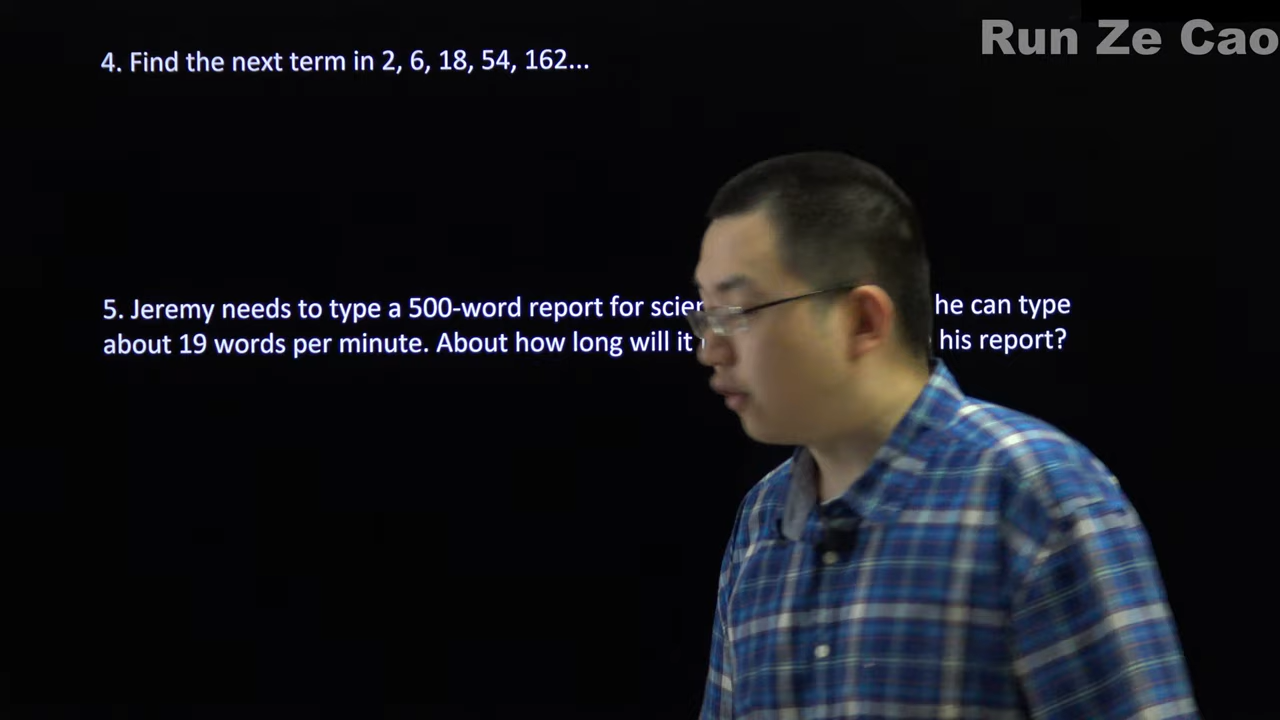 Run Ze Cao
4. Find the next term in 2, 6, 18, 54, 162...
5. Jeremy needs to type a 500-word report for he can type
about 19 words per minute. About how long will it his report?